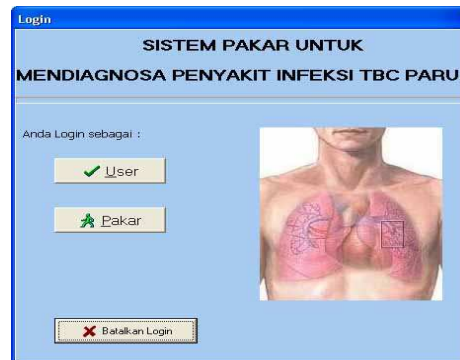 Login
SISTEM PAKAR UNTUK
MENDIAGNOSA PENYAKIT INFEKSI TBC PARU
Anda Login sebagai :
User
Pakar
Batalkan Login